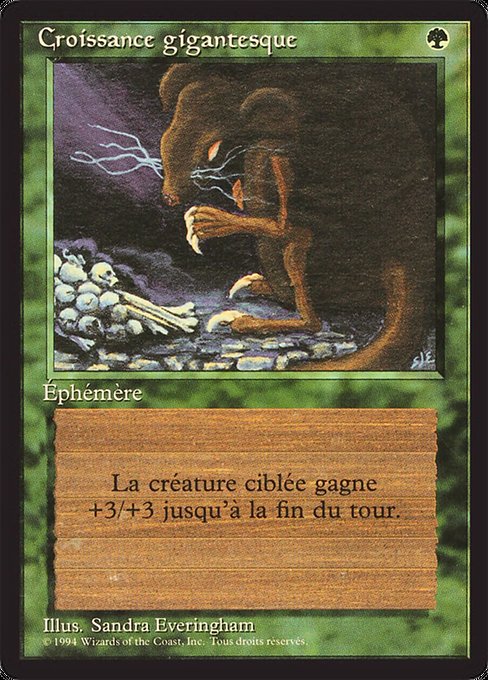 Croissance gigantesque
SLE
Éphémère
La créature ciblée gagne
+3/+3 jusqu'à la fin du tour.
Illus. Sandra Everingham
© 1994 Wizards of the Coast, Inc. Tous droits réservés.